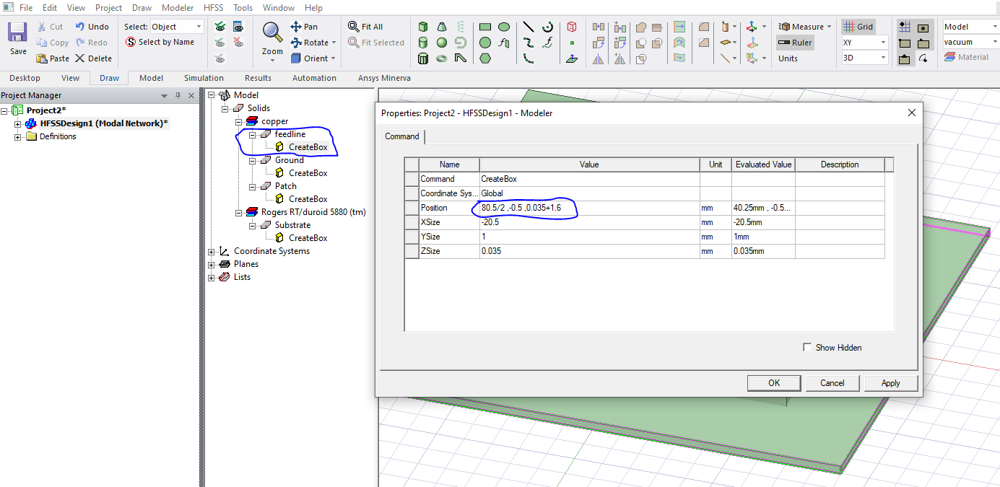 File Edit View Project Draw Modeler HFSS Tools Window Help
Save
Cut
Copy
Paste
Undo
Redo
Delete
Select: Object
Select by Name
Zoom
Pan
Rotate
Orient
Fit All
Fit Selected
Measure
Ruler
Units
Grid
XY
3D
Model
vacuum
Material
Desktop View Draw Model Simulation Results Automation Ansys Minerva
Project Manager
Project2*
HFSSDesign1 (Modal Network)*
Definitions
Model
Solids
copper
feedline
CreateBox
Ground
CreateBox
Patch
CreateBox
Rogers RT/duroid 5880 (tm)
Substrate
CreateBox
Coordinate Systems
Planes
Lists
Properties: Project2 - HFSSDesign1 - Modeler
Command
Name Value Unit Evaluated Value Description
Command CreateBox
Coordinate Sys... Global
Position 80.5/2 ,-0.5 ,0.035+1.6 mm 40.25mm , -0.5...
XSize -20.5 mm -20.5mm
YSize 1 mm 1mm
ZSize 0.035 mm 0.035mm
Show Hidden
OK Cancel Apply